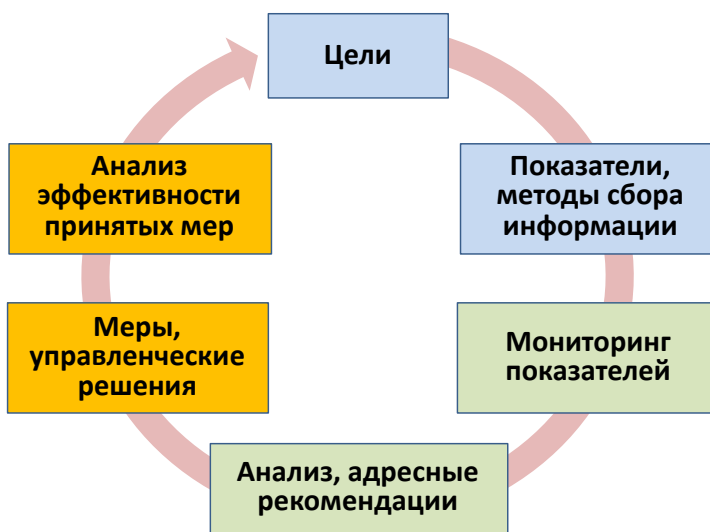 Цели
Показатели,
методы сбора
информации
Мониторинг
показателей
Анализ, адресные
рекомендации
Меры,
управленческие
решения
Анализ
эффективности
принятых мер